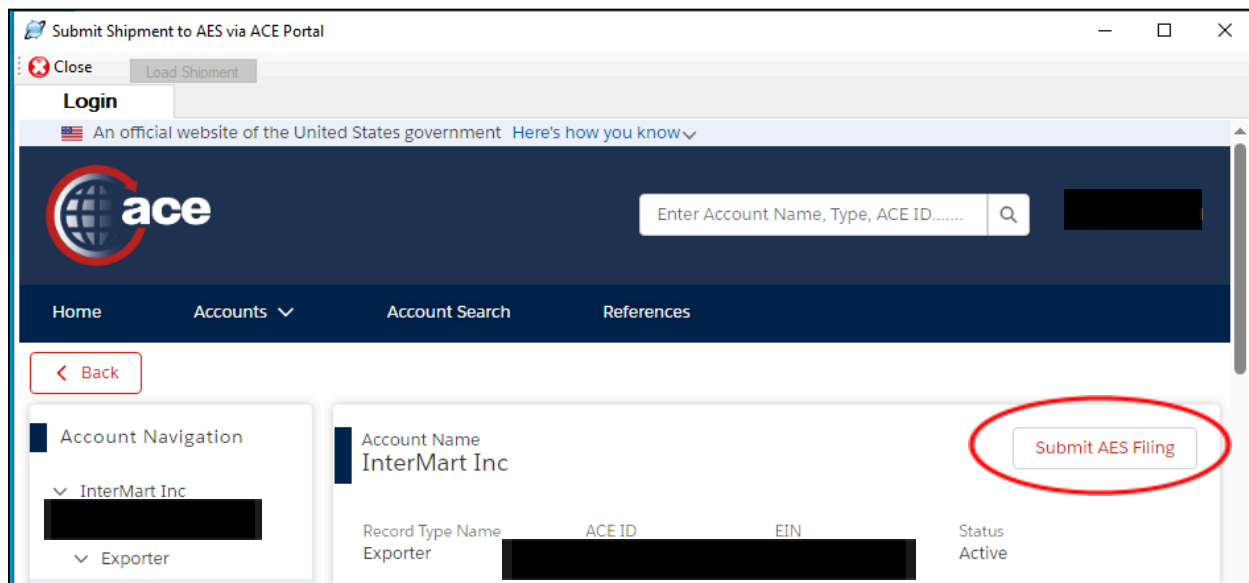 Submit Shipment to AES via ACE Portal
Close Load Shipment
Login
An official website of the United States government Here's how you know
ace
Enter Account Name, Type, ACE ID.......
Home Accounts Account Search References
Back
Account Navigation
InterMart Inc
Exporter
Account Name
InterMart Inc
Submit AES Filing
Record Type Name ACE ID EIN Status
Exporter Active